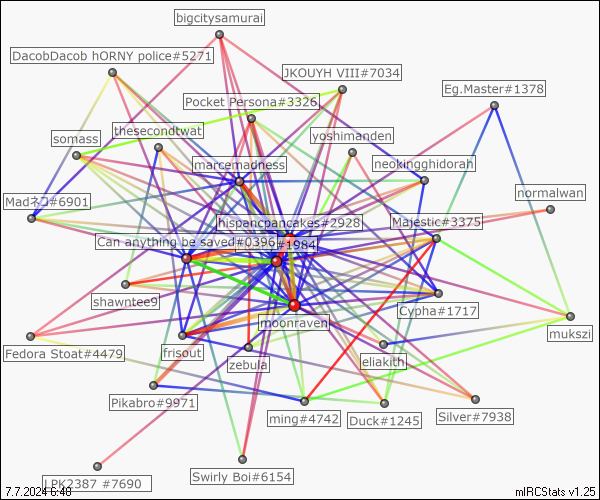 bigcitysamurai
DacobDacob hORNY police#5271
JKOUYH VIII#7034
Eg.Master#1378
Pocket Persona#3326
thesecondtwat
yoshimanden
somass
marcemadness
neokingghidorah
normalwan
Madネコ#6901
hispancpancakes#2928
Majestic#3375
Can anything be saved#0396
#1984
shawntee9
Cypha#1717
moonraven
mukszi
Fedora Stoat#4479
frisout
zebula
eliakith
Pikabro#9971
ming#4742
Duck#1245
Silver#7938
Swirly Boi#6154
LPK2387 #7690
7.7.2024 6:40
mIRCStats v1.25